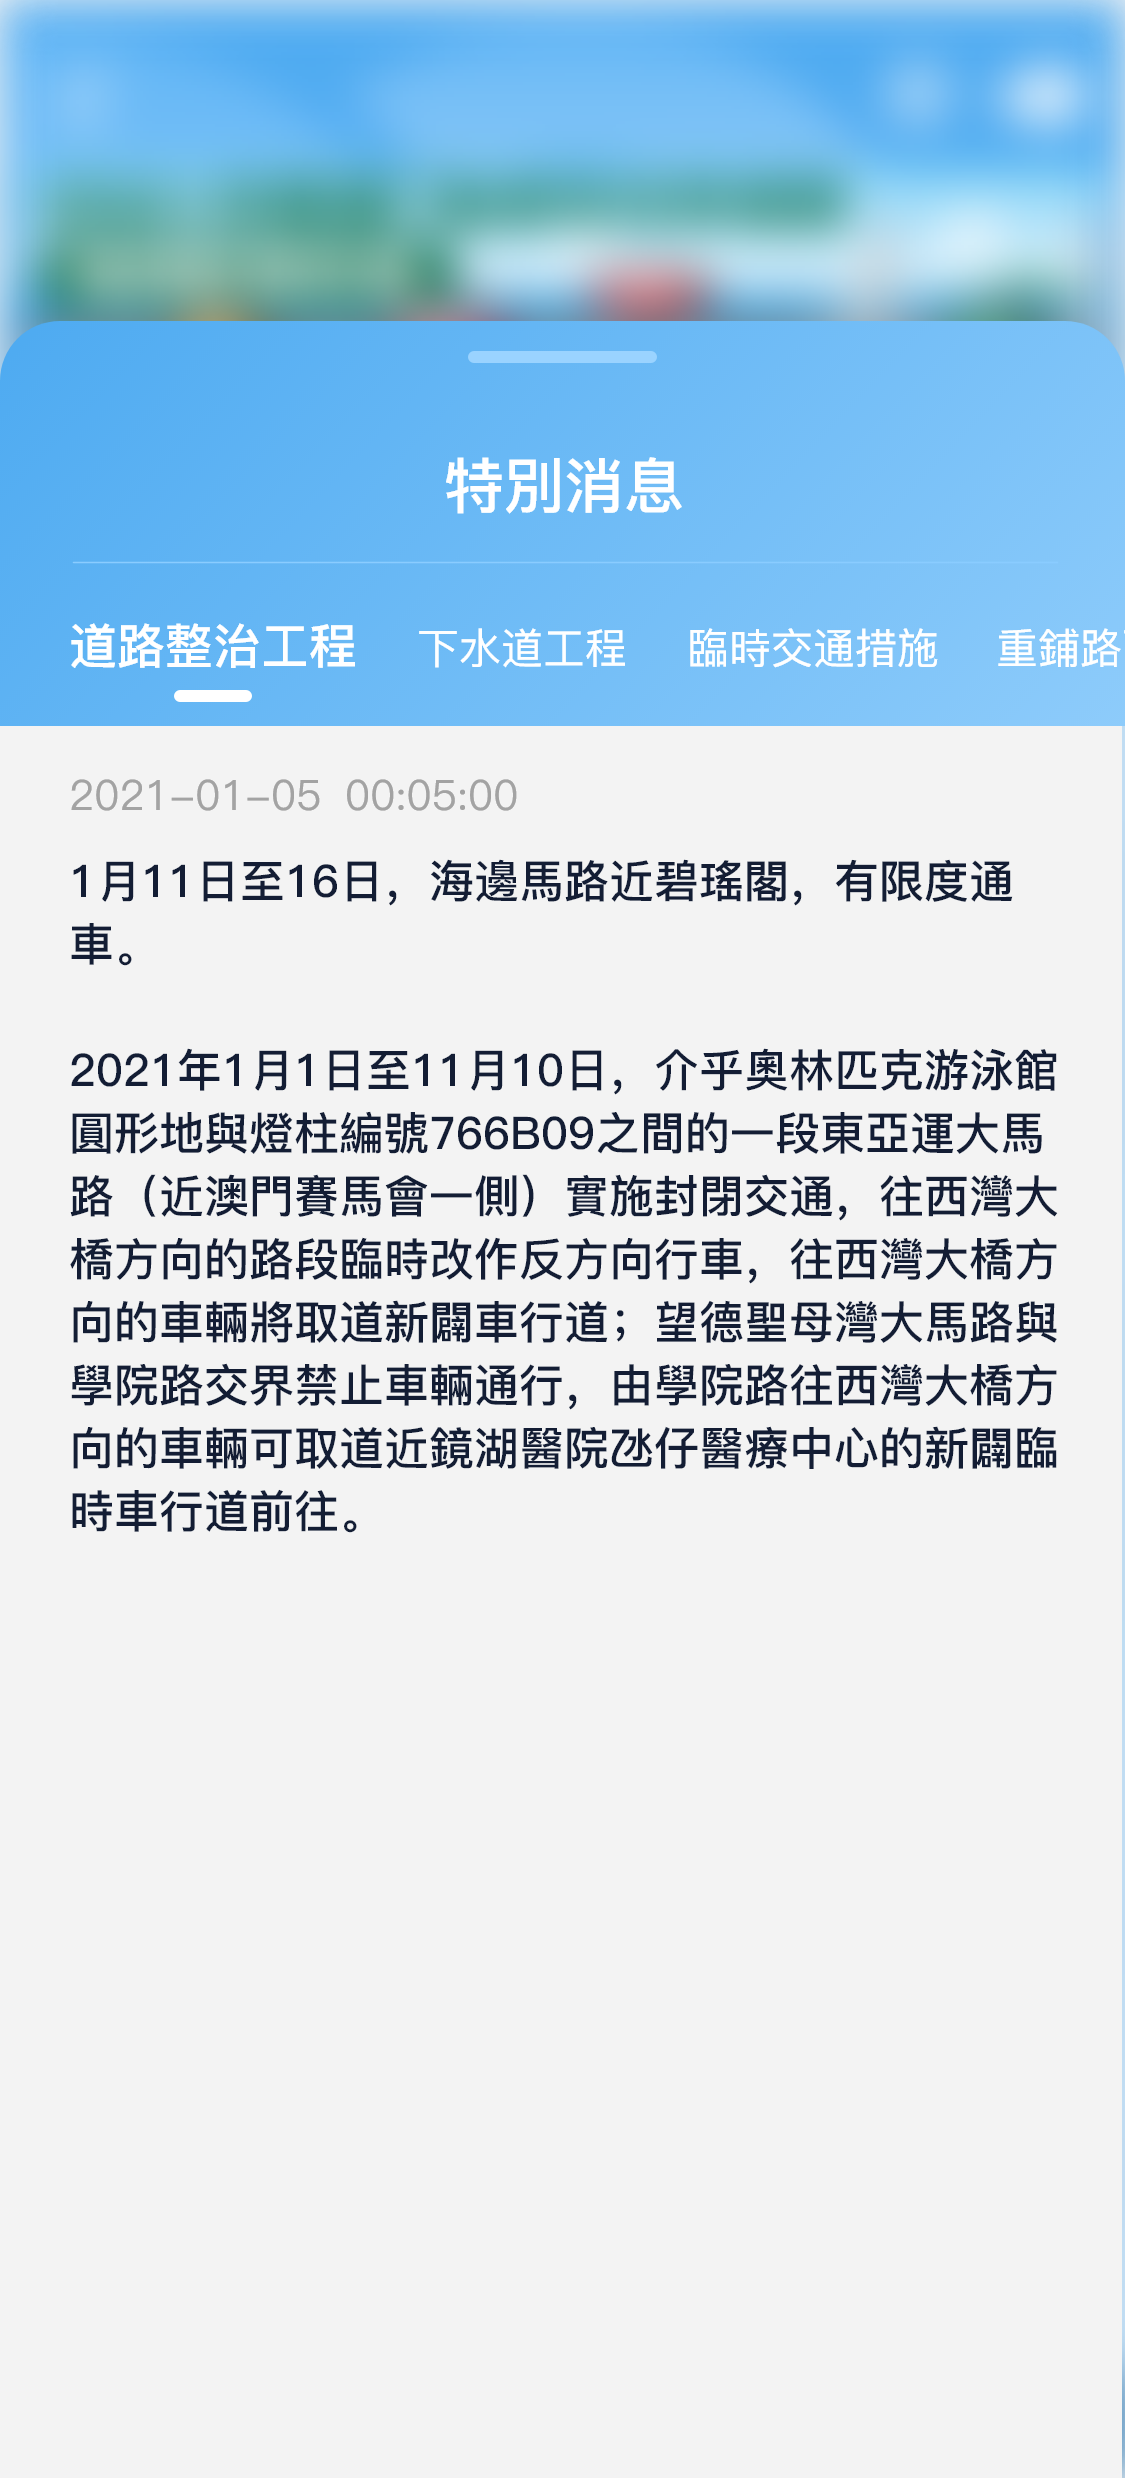 特別消息
道路整治工程 下水道工程 臨時交通措施 重鋪路
2021-01-05 00:05:00
1月11日至16日，海邊馬路近碧瑤閣，有限度通
車。
2021年1月1日至11月10日，介乎奧林匹克游泳館
圓形地與燈柱編號766B09之間的一段東亞運大馬
路（近澳門賽馬會一側）實施封閉交通，往西灣大
橋方向的路段臨時改作反方向行車，往西灣大橋方
向的車輛將取道新闢車行道；望德聖母灣大馬路與
學院路交界禁止車輛通行，由學院路往西灣大橋方
向的車輛可取道近鏡湖醫院氹仔醫療中心的新闢臨
時車行道前往。